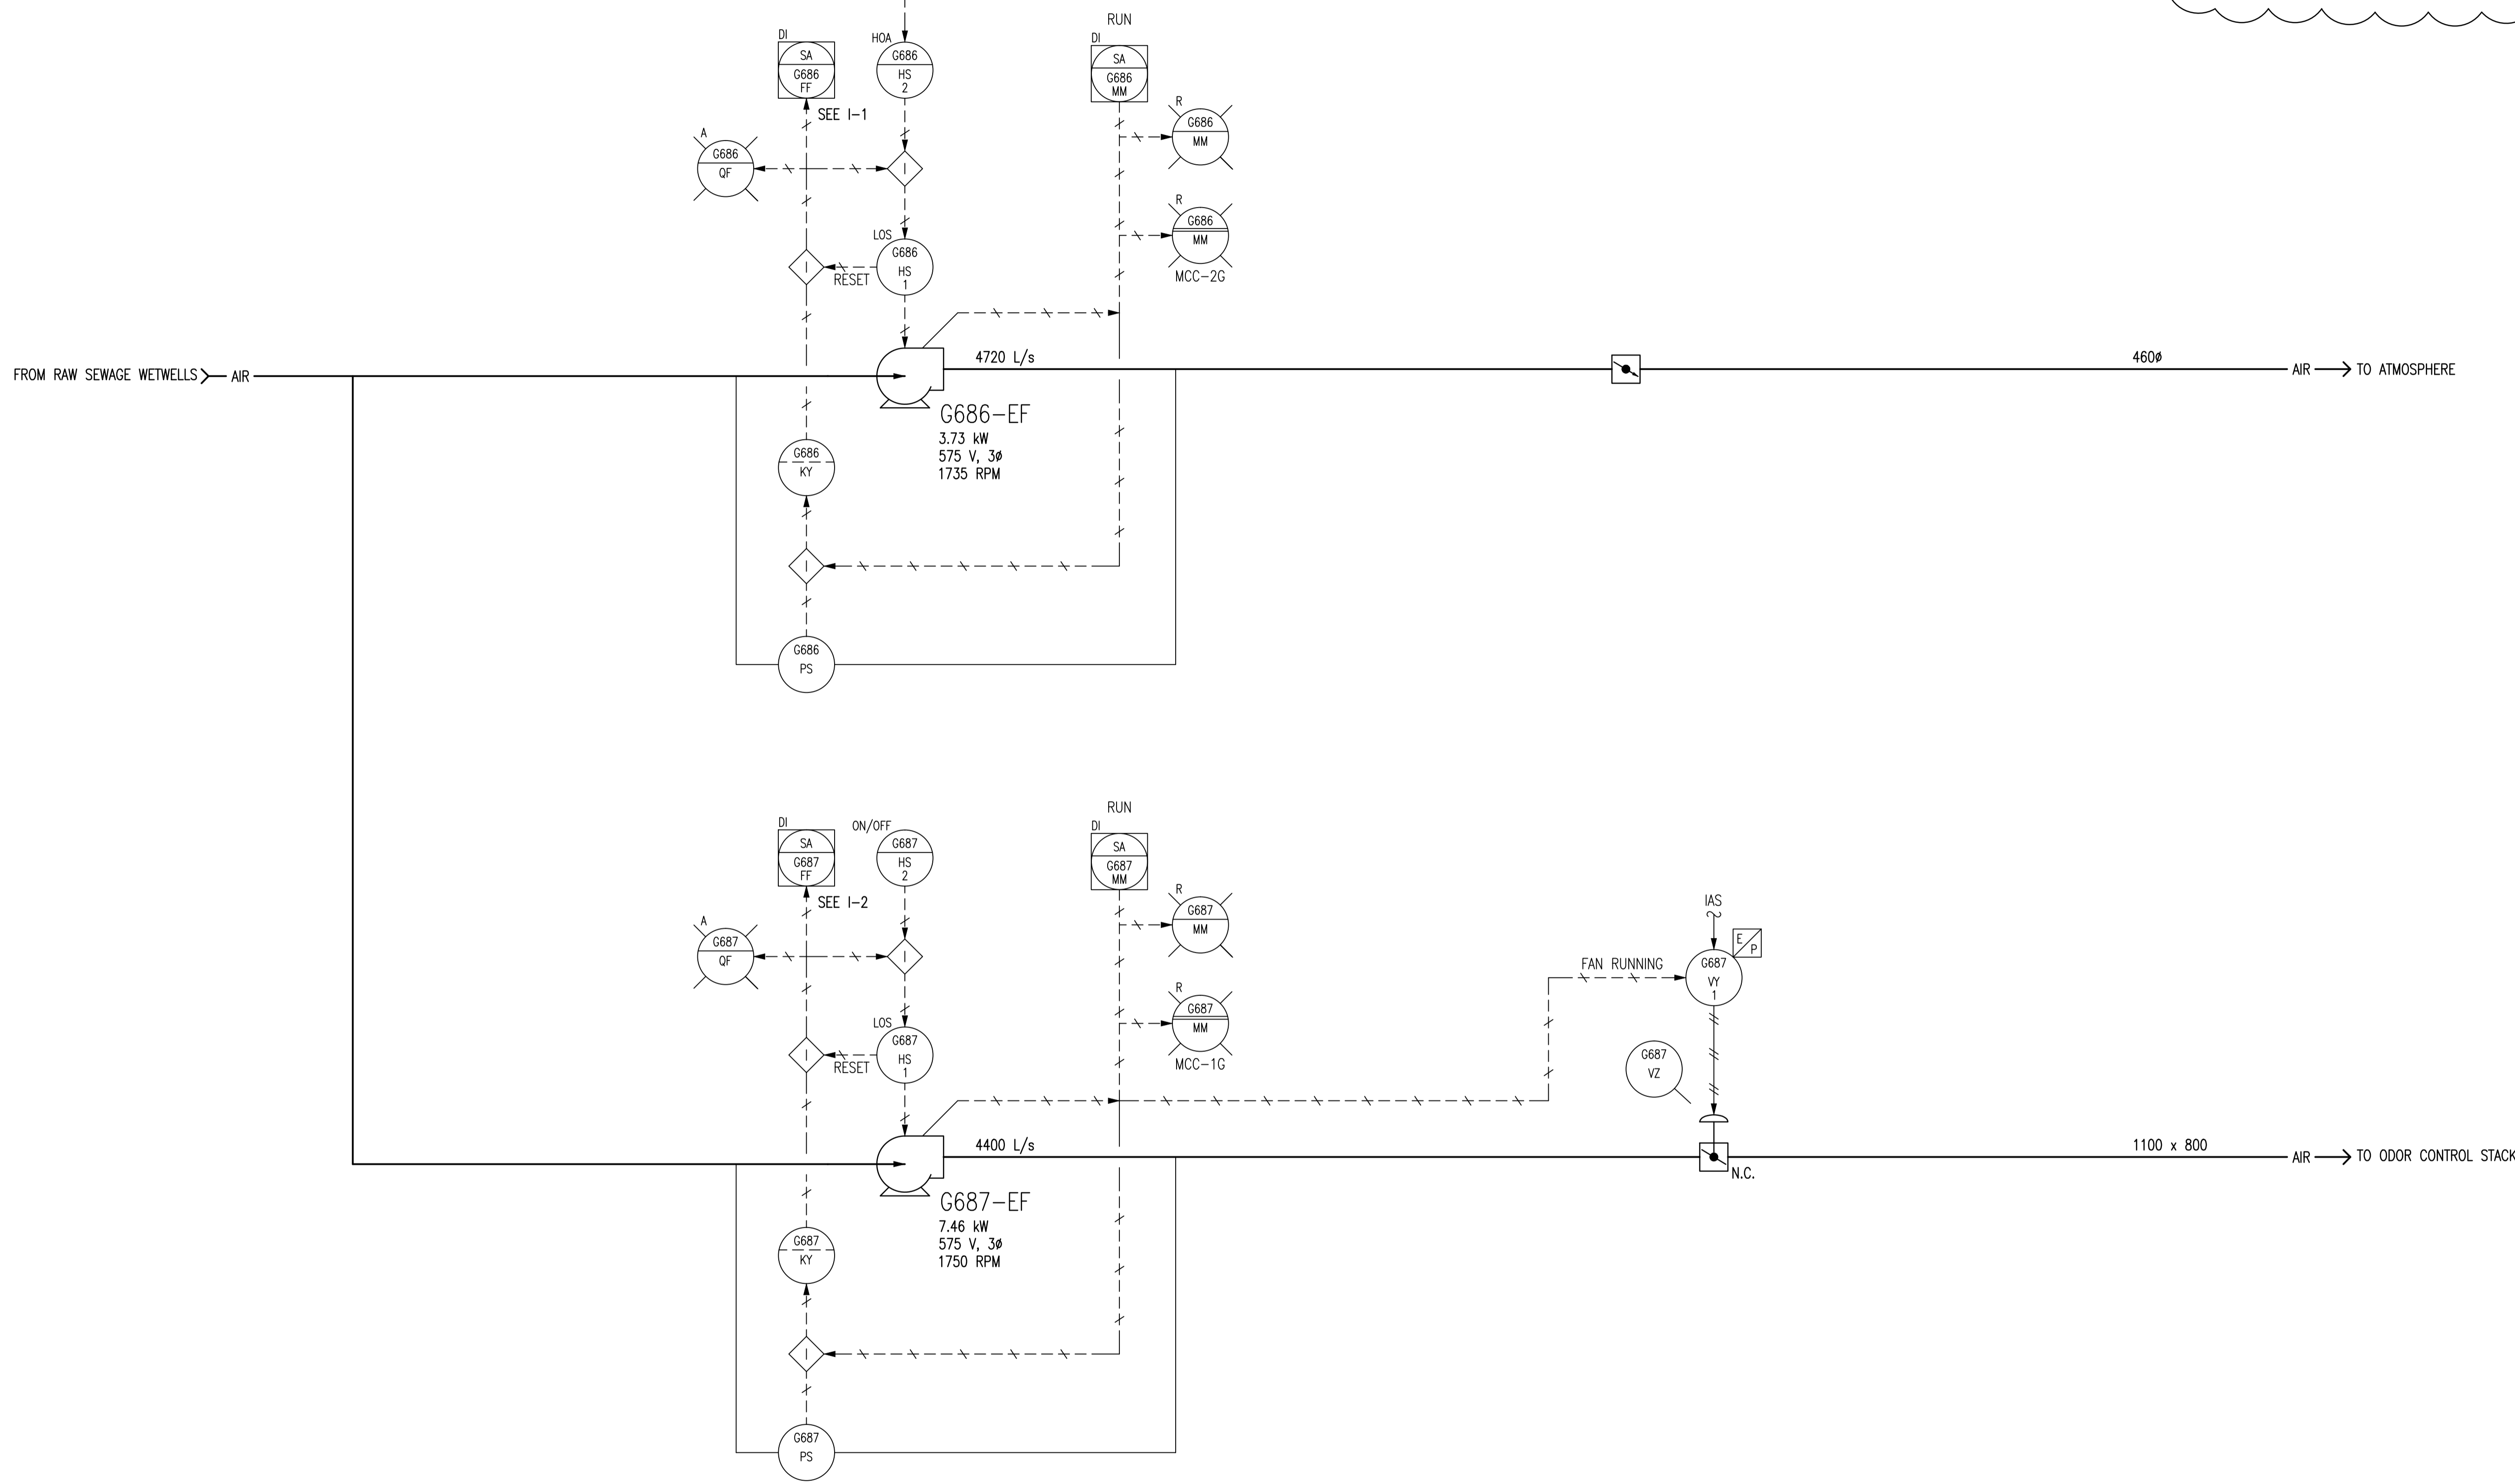 RUN
DI
HOA
DI
SA
G686
FF
G686
HS
2
SA
G686
MM
SEE I-1
R
G686
MM
A
G686
QF
R
G686
MM
MCC-2G
LOS
G686
HS
1
RESET
4720 L/s
460ø
FROM RAW SEWAGE WETWELLS
AIR
AIR
TO ATMOSPHERE
G686-EF
3.73 kW
575 V, 3ø
1735 RPM
G686
KY
G686
PS
RUN
DI
ON/OFF
DI
SA
G687
FF
G687
HS
2
SA
G687
MM
SEE I-2
R
G687
MM
A
G687
QF
IAS
E
P
FAN RUNNING
G687
VY
1
R
G687
MM
MCC-1G
LOS
G687
HS
1
RESET
G687
VZ
4400 L/s
1100 x 800
N.C.
AIR
TO ODOR CONTROL STACK
G687-EF
7.46 kW
575 V, 3ø
1750 RPM
G687
KY
G687
PS